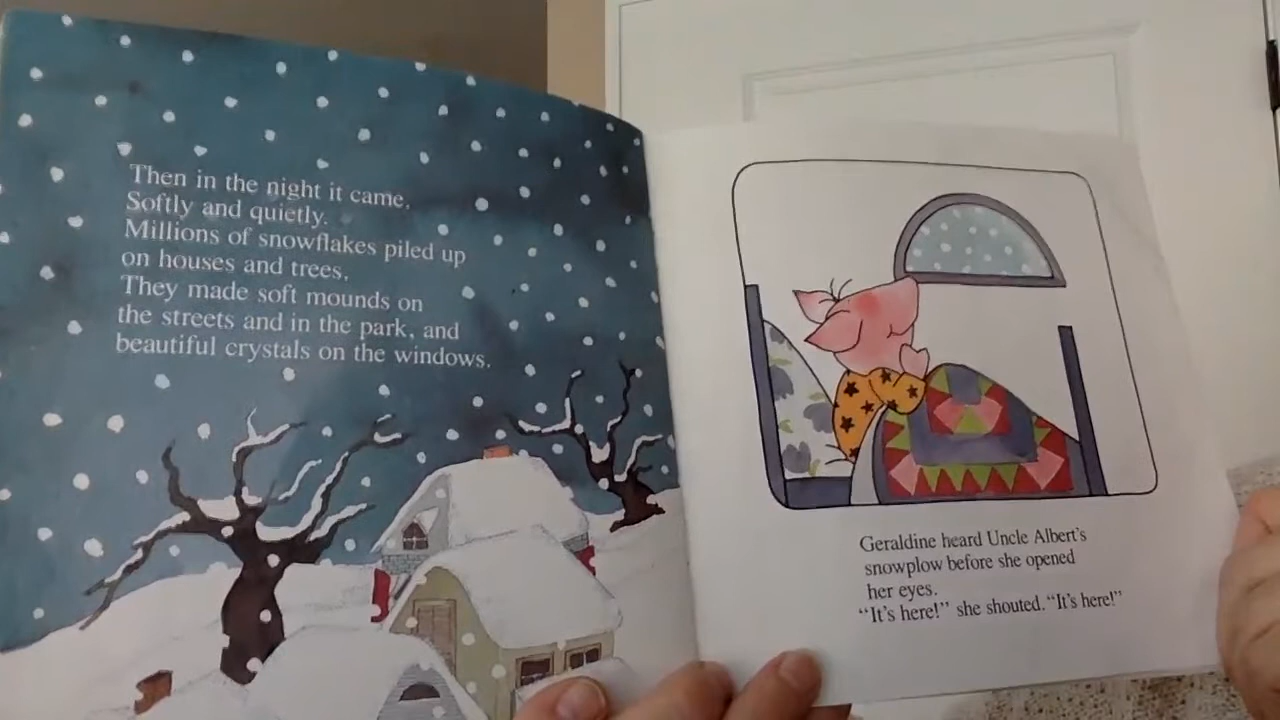 Then in the night it came,
Softly and quietly.
Millions of snowflakes piled up
on houses and trees,
They made soft mounds on
the streets and in the park, and
beautiful crystals on the windows.
Geraldine heard Uncle Albert's
snowplow before she opened
her eyes.
"It's here!" she shouted. "It's here!"